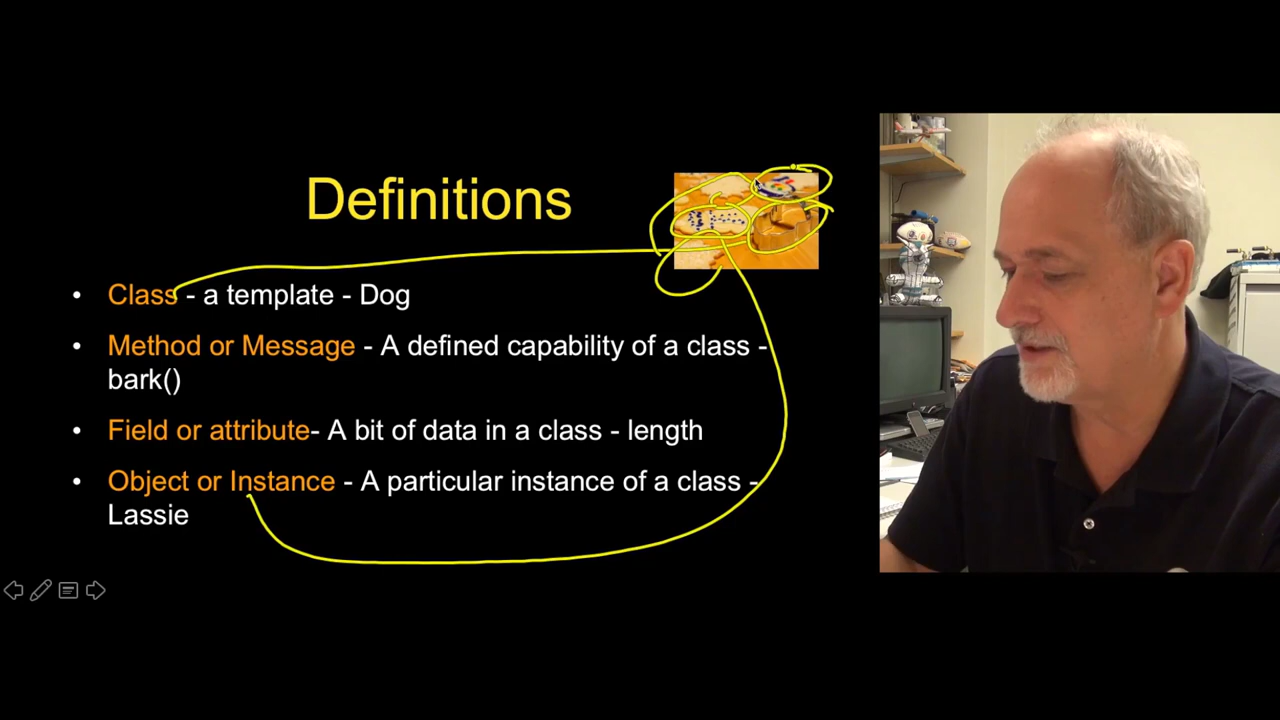 Definitions
• Class - a template - Dog
• Method or Message - A defined capability of a class -
bark()
• Field or attribute- A bit of data in a class - length
• Object or Instance - A particular instance of a class -
Lassie